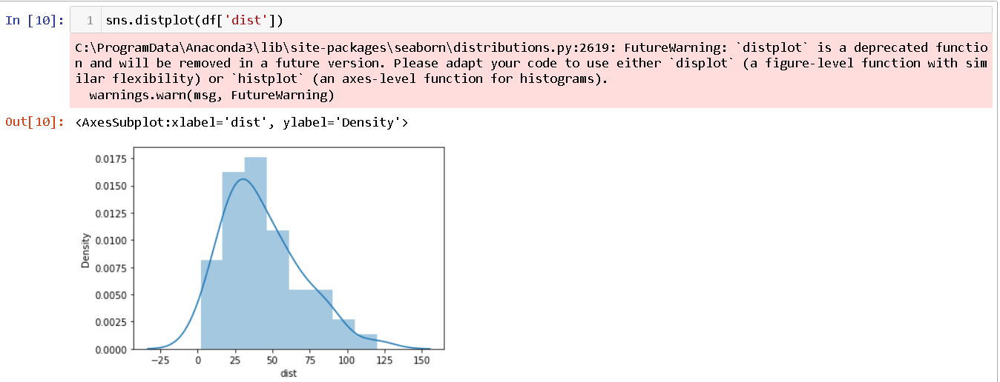 In [10]: 1 sns.distplot(df['dist'])
C:\ProgramData\Anaconda3\lib\site-packages\seaborn\distributions.py:2619: FutureWarning: `distplot` is a deprecated functio
n and will be removed in a future version. Please adapt your code to use either `displot` (a figure-level function with sim
ilar flexibility) or `histplot` (an axes-level function for histograms).
warnings.warn(msg, FutureWarning)
Out[10]: <AxesSubplot:xlabel='dist', ylabel='Density'>
0.0175
0.0150
0.0125
0.0100
0.0075
0.0050
0.0025
0.0000
Density
−25 0 25 50 75 100 125 150
dist